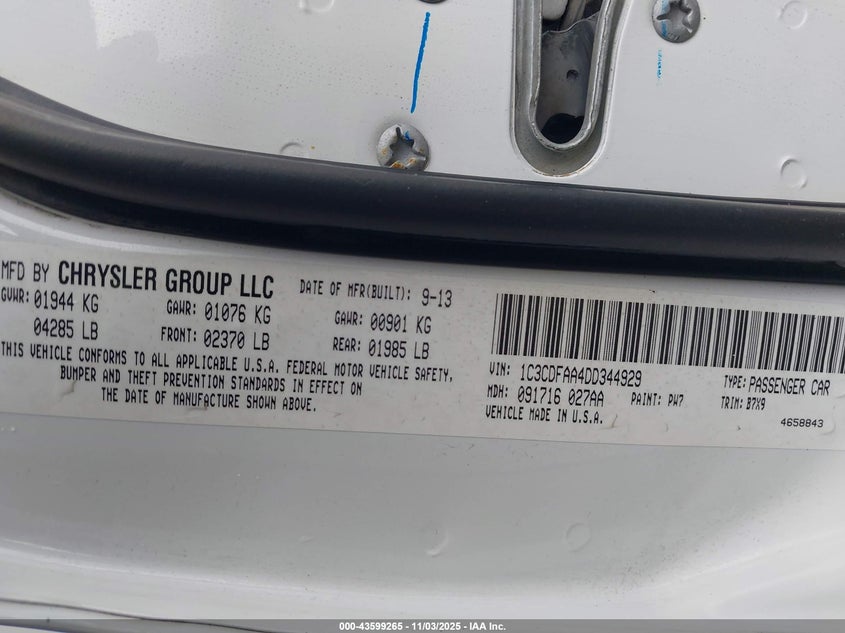 MFD BY CHRYSLER GROUP LLC DATE OF MFR(BUILT): 9-13
GVWR: 01944 KG GAWR: 01076 KG GAWR: 00901 KG
04285 LB FRONT: 02370 LB REAR: 01985 LB
THIS VEHICLE CONFORMS TO ALL APPLICABLE U.S.A. FEDERAL MOTOR VEHICLE SAFETY,
BUMPER AND THEFT PREVENTION STANDARDS IN EFFECT ON
THE DATE OF MANUFACTURE SHOWN ABOVE.
VIN: 1C3CDFAA4DD344929 TYPE: PASSENGER CAR
MDH: 091716 027AA PAINT: PW7 TRIM: B7X9
VEHICLE MADE IN U.S.A. 4658843
000-43599265 - 11/03/2025 - IAA Inc.